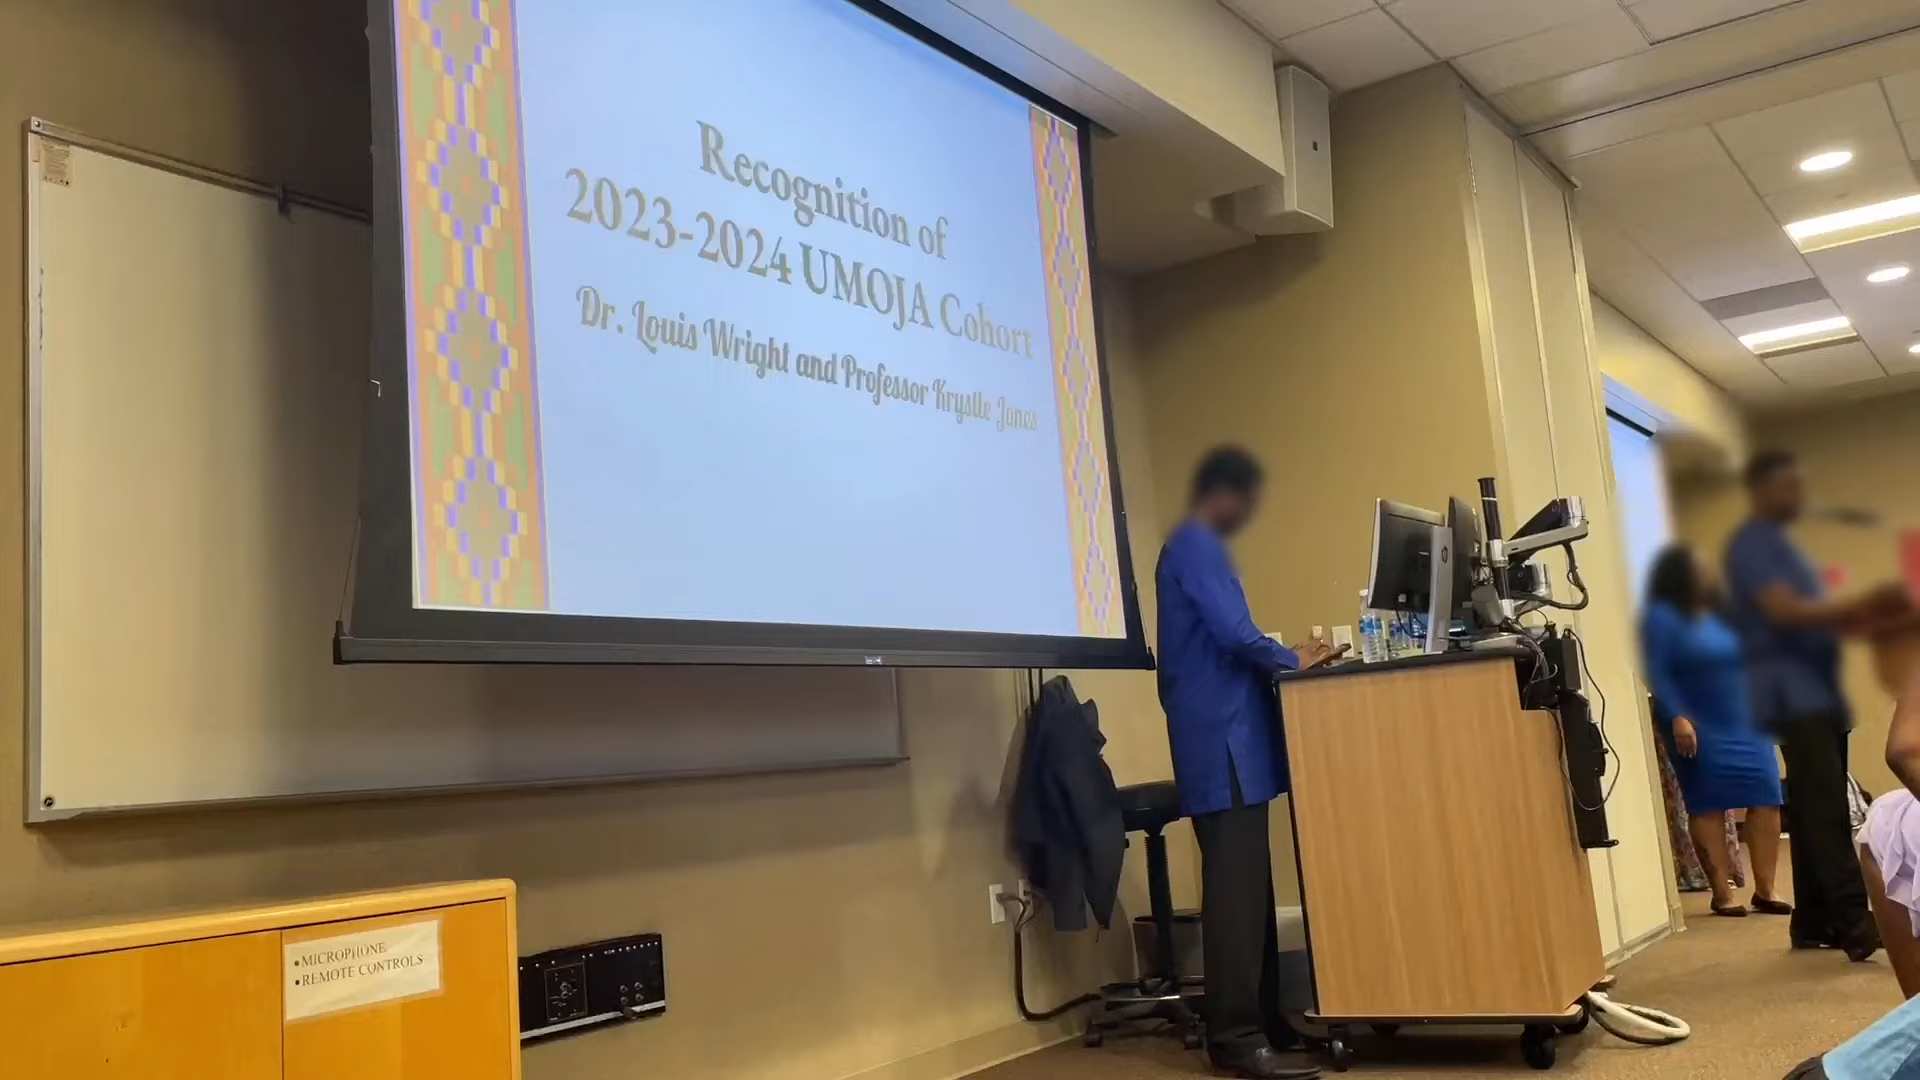 Recognition of
2023-2024 UMOJA Cohort
Dr. Louis Wright and Professor Krystle Jones
•MICROPHONE
•REMOTE CONTROLS